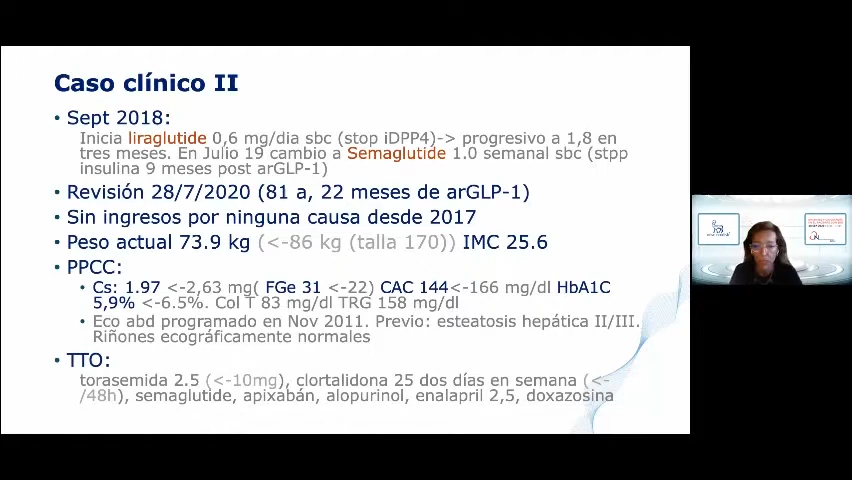 Caso clínico II
• Sept 2018:
Inicia liraglutide 0,6 mg/dia sbc (stop iDPP4)-> progresivo a 1,8 en
tres meses. En Julio 19 cambio a Semaglutide 1.0 semanal sbc (stpp
insulina 9 meses post arGLP-1)
• Revisión 28/7/2020 (81 a, 22 meses de arGLP-1)
• Sin ingresos por ninguna causa desde 2017
• Peso actual 73.9 kg (<-86 kg (talla 170)) IMC 25.6
• PPCC:
• Cs: 1.97 <-2,63 mg( FGe 31 <-22) CAC 144<-166 mg/dl HbA1C
5,9% <-6.5%. Col T 83 mg/dl TRG 158 mg/dl
• Eco abd programado en Nov 2011. Previo: esteatosis hepática II/III.
Riñones ecográficamente normales
• TTO:
torasemida 2.5 (<-10mg), clortalidona 25 dos días en semana (<-
/48h), semaglutide, apixabán, alopurinol, enalapril 2,5, doxazosina